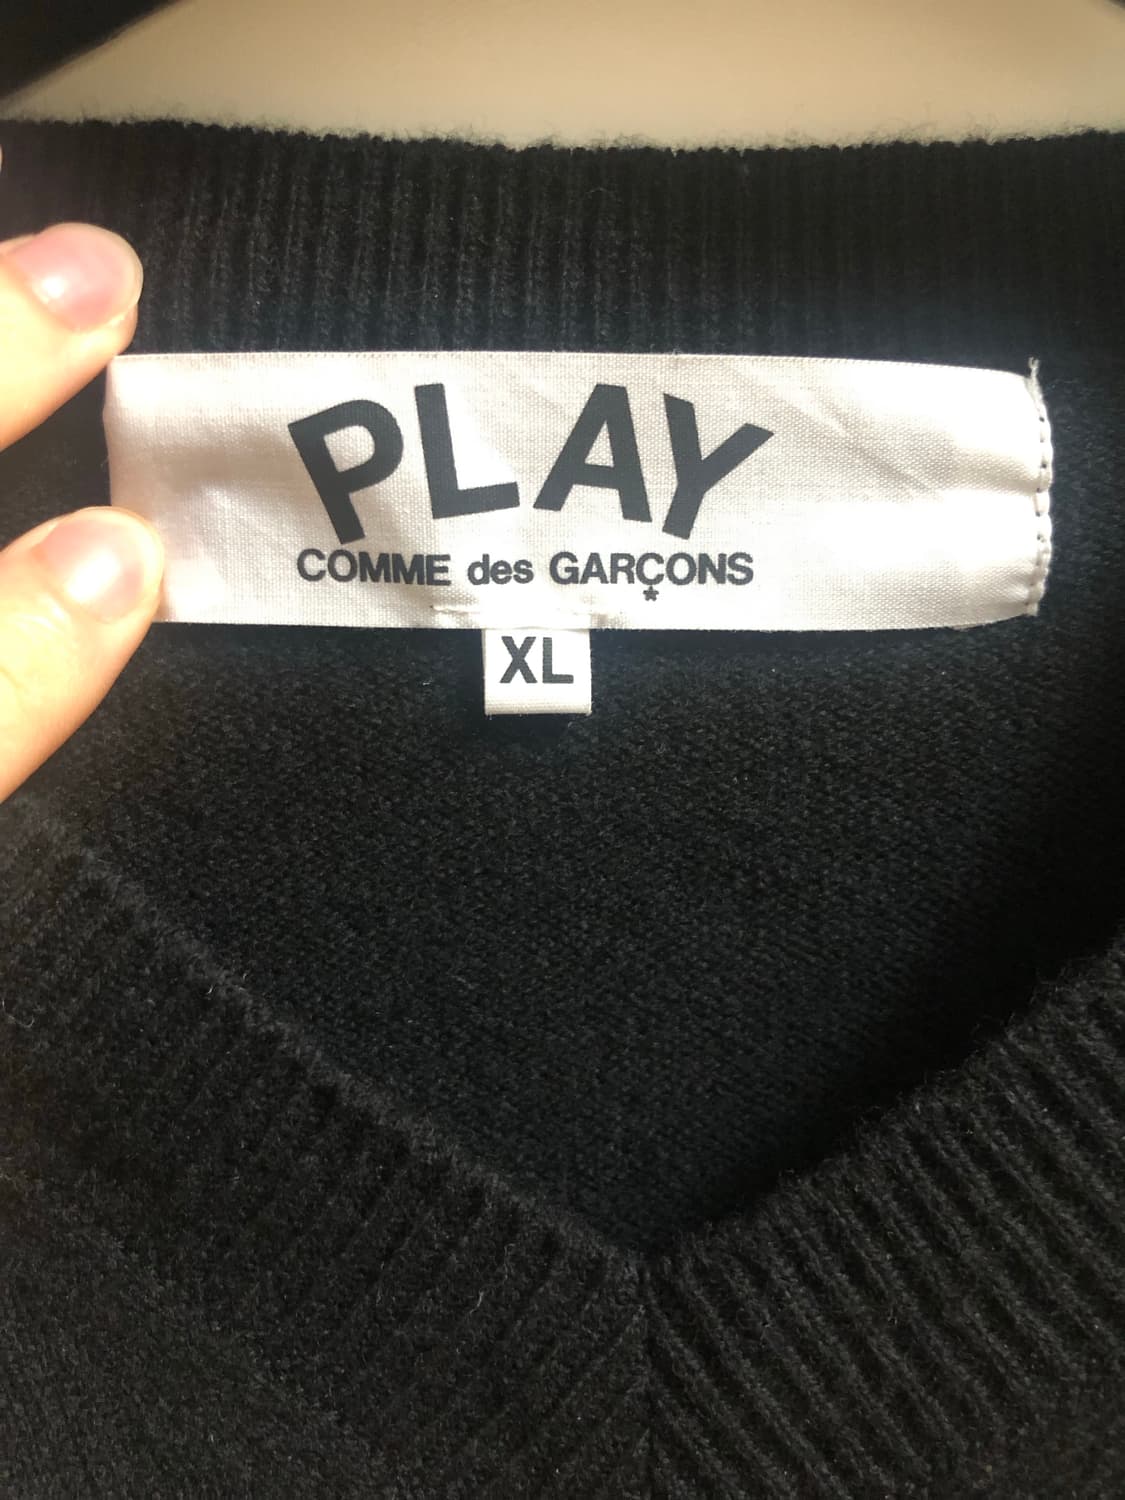 PLAY
COMME des GARÇONS
*
XL